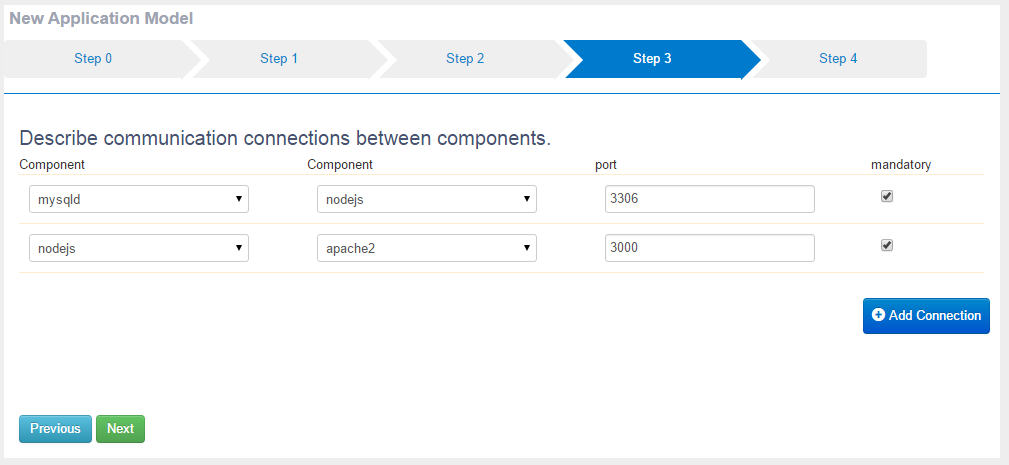 New Application Model
Step 0 Step 1 Step 2 Step 3 Step 4
Describe communication connections between components.
Component Component port mandatory
mysqld nodejs 3306
nodejs apache2 3000
Add Connection
Previous Next